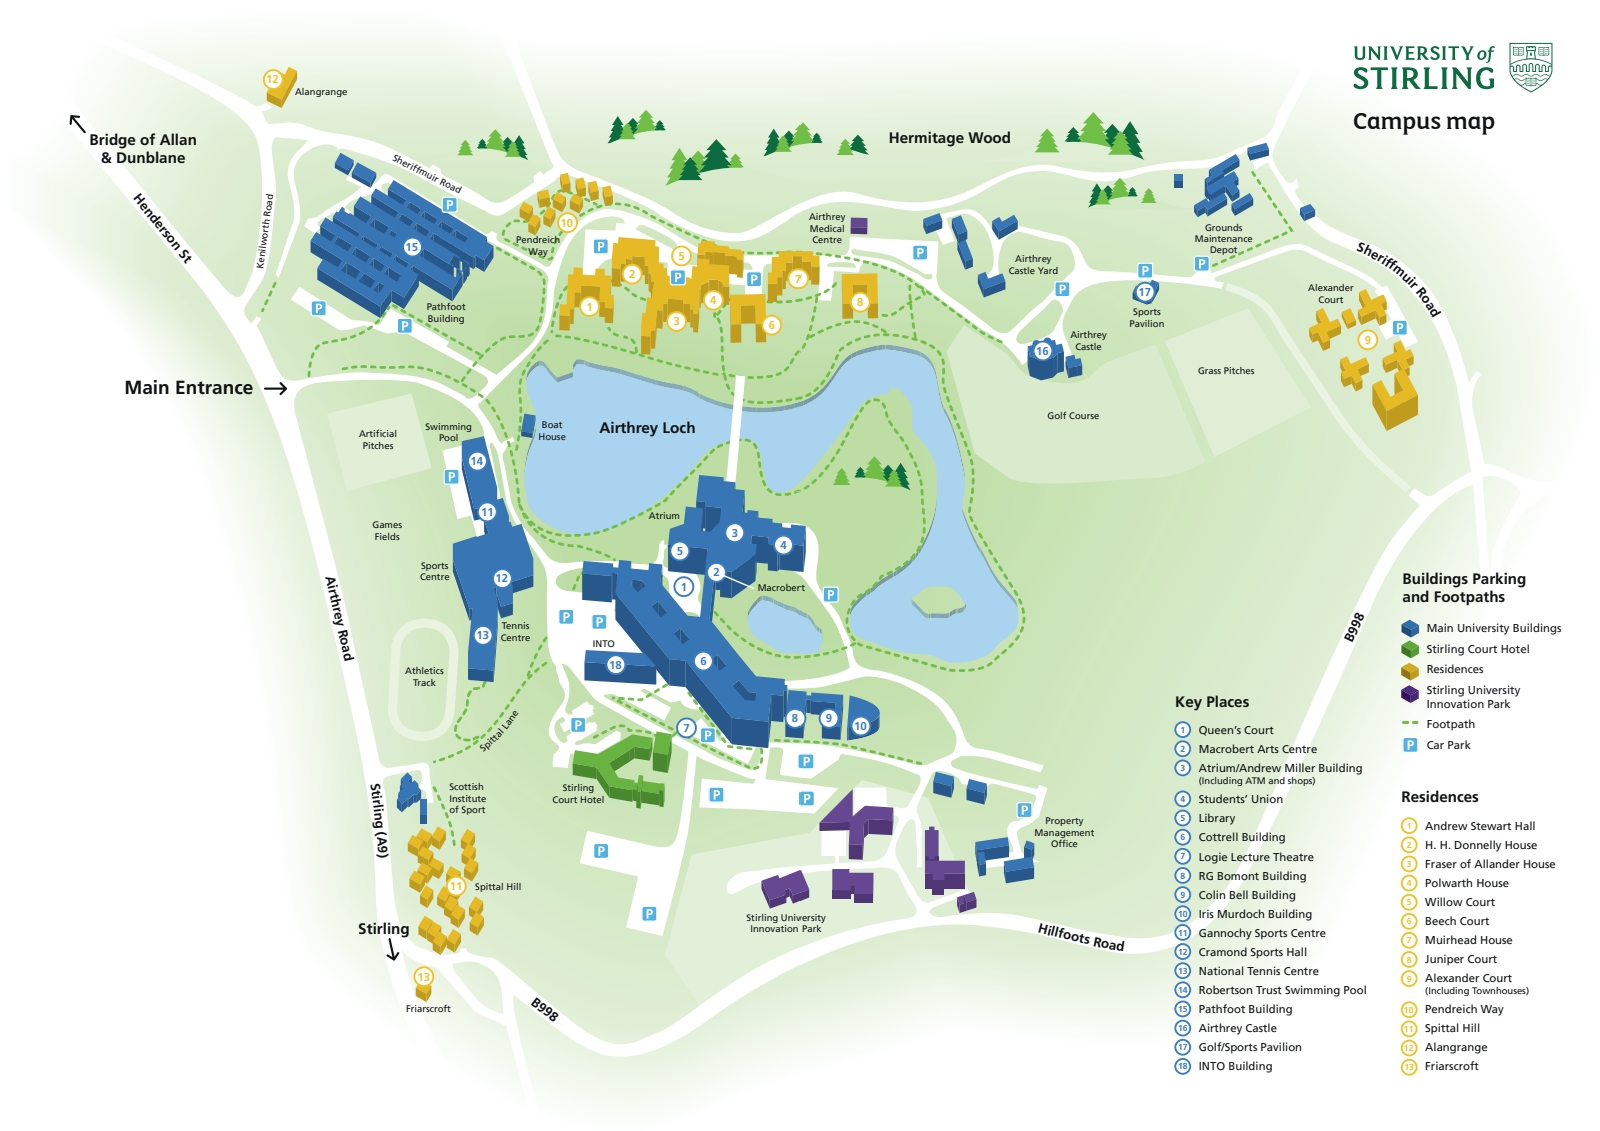 UNIVERSITY of
STIRLING
Campus map
12
Alangrange
Bridge of Allan
& Dunblane
Hermitage Wood
Henderson St
Kenilworth Road
Sheriffmuir Road
P
15
Pathfoot
Building
P
P
10
Pendreich
Way
P
5
2
P
P
7
1
4
3
6
8
Airthrey
Medical
Centre
P
Airthrey
Castle Yard
P
P
17
Sports
Pavilion
Grounds
Maintenance
Depot
P
Sheriffmuir Road
Alexander
Court
P
9
16
Airthrey
Castle
Grass Pitches
Golf Course
Main Entrance
Artificial
Pitches
Swimming
Pool
14
P
11
Boat
House
Airthrey Loch
Games
Fields
Sports
Centre
12
Tennis
Centre
13
Athletics
Track
Airthrey Road
Atrium
3
5
4
2
1
Macrobert
P
P
P
INTO
18
6
8
9
10
7
P
P
Spittal Lane
Stirling
Court Hotel
P
P
P
P
P
Scottish
Institute
of Sport
Stirling (A9)
11
Spittal Hill
Stirling
13
Friarscroft
B998
Stirling University
Innovation Park
P
Property
Management
Office
Hillfoots Road
B998
Key Places
1 Queen's Court
2 Macrobert Arts Centre
3 Atrium/Andrew Miller Building
(Including ATM and shops)
4 Students' Union
5 Library
6 Cottrell Building
7 Logie Lecture Theatre
8 RG Bomont Building
9 Colin Bell Building
10 Iris Murdoch Building
11 Gannochy Sports Centre
12 Cramond Sports Hall
13 National Tennis Centre
14 Robertson Trust Swimming Pool
15 Pathfoot Building
16 Airthrey Castle
17 Golf/Sports Pavilion
18 INTO Building
Buildings Parking
and Footpaths
Main University Buildings
Stirling Court Hotel
Residences
Stirling University
Innovation Park
Footpath
P Car Park
Residences
1 Andrew Stewart Hall
2 H. H. Donnelly House
3 Fraser of Allander House
4 Polwarth House
5 Willow Court
6 Beech Court
7 Muirhead House
8 Juniper Court
9 Alexander Court
(Including Townhouses)
10 Pendreich Way
11 Spittal Hill
12 Alangrange
13 Friarscroft